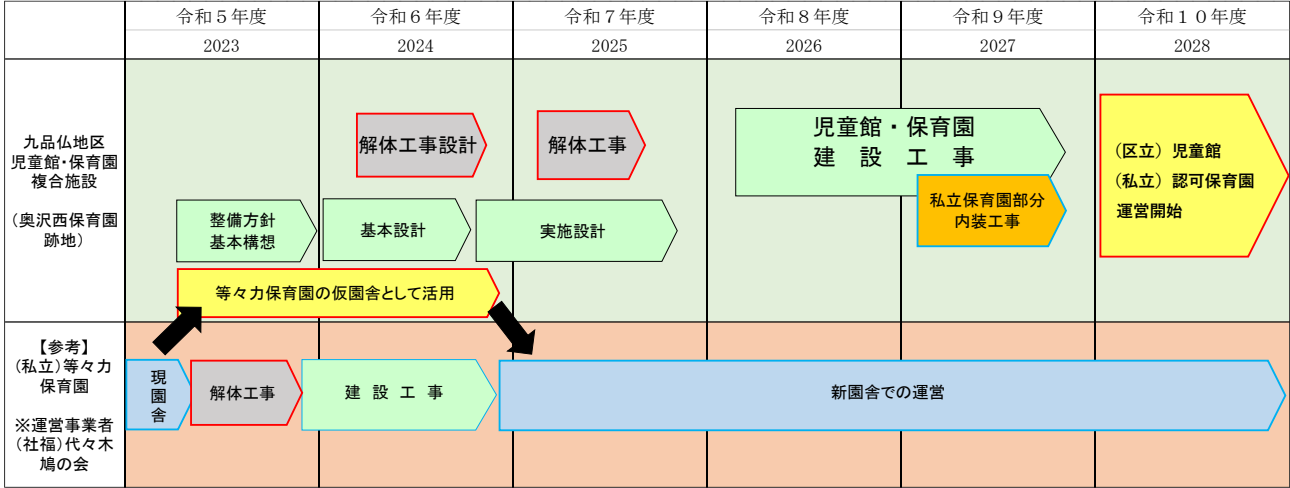 令和５年度
令和６年度
令和７年度
令和８年度
令和９年度
令和１０年度
2023
2024
2025
2026
2027
2028
九品仏地区
児童館・保育園
複合施設
（奥沢西保育園
跡地）
解体工事設計
解体工事
児童館・保育園
建 設 工 事
私立保育園部分
内装工事
（区立）児童館
（私立）認可保育園
運営開始
整備方針
基本構想
基本設計
実施設計
等々力保育園の仮園舎として活用
【参考】
（私立）等々力
保育園
※運営事業者
（社福）代々木
鳩の会
現
園
舎
解体工事
建 設 工 事
新園舎での運営